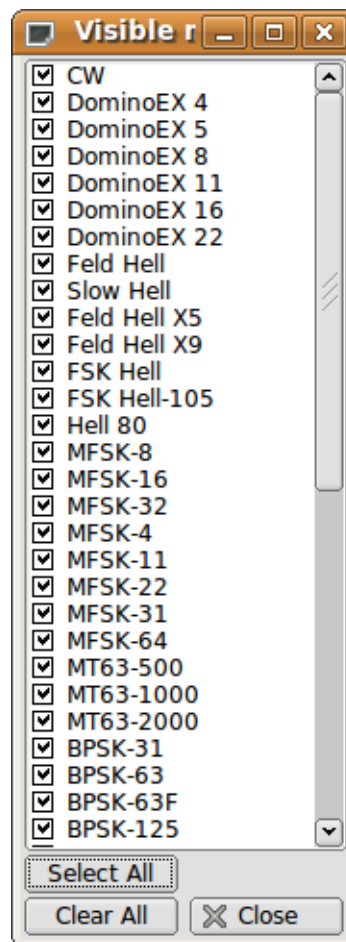 Visible r
CW
DominoEX 4
DominoEX 5
DominoEX 8
DominoEX 11
DominoEX 16
DominoEX 22
Feld Hell
Slow Hell
Feld Hell X5
Feld Hell X9
FSK Hell
FSK Hell-105
Hell 80
MFSK-8
MFSK-16
MFSK-32
MFSK-4
MFSK-11
MFSK-22
MFSK-31
MFSK-64
MT63-500
MT63-1000
MT63-2000
BPSK-31
BPSK-63
BPSK-63F
BPSK-125
Select All
Clear All Close